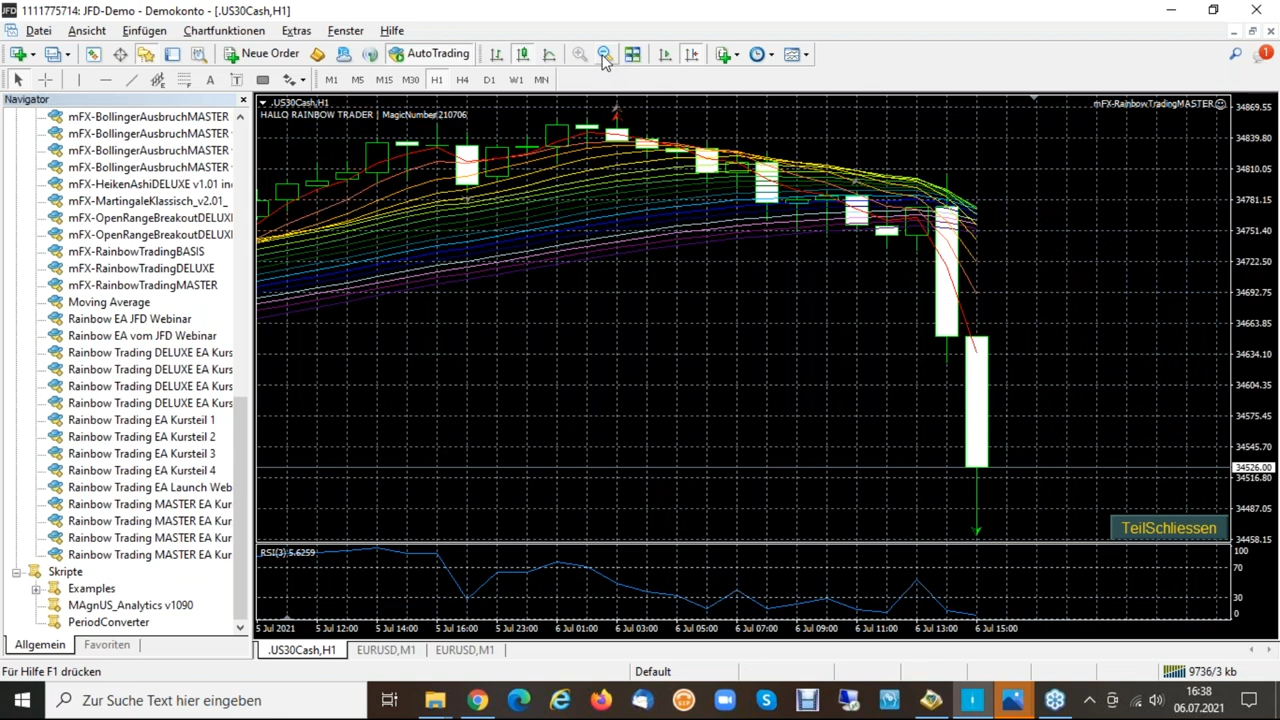 JFD 1111775714: JFD-Demo - Demokonto - [.US30Cash,H1]
Datei Ansicht Einfügen Chartfunktionen Extras Fenster Hilfe
New Order AutoTrading 1
A T M1 M5 M15 M30 H1 H4 D1 W1 MN
Navigator
mFX-BollingerAusbruchMASTER
mFX-BollingerAusbruchMASTER
mFX-BollingerAusbruchMASTER
mFX-BollingerAusbruchMASTER
mFX-HeikenAshiDELUXE v1.01 in
mFX-MartingaleKlassisch_v2.01_
mFX-OpenRangeBreakoutDELUXE
mFX-OpenRangeBreakoutDELUXE
mFX-RainbowTradingBASIS
mFX-RainbowTradingDELUXE
mFX-RainbowTradingMASTER
Moving Average
Rainbow EA JFD Webinar
Rainbow EA vom JFD Webinar
Rainbow Trading DELUXE EA Kurs
Rainbow Trading DELUXE EA Kurs
Rainbow Trading DELUXE EA Kurs
Rainbow Trading DELUXE EA Kurs
Rainbow Trading EA Kursteil 1
Rainbow Trading EA Kursteil 2
Rainbow Trading EA Kursteil 3
Rainbow Trading EA Kursteil 4
Rainbow Trading EA Launch Web
Rainbow Trading MASTER EA Kur
Rainbow Trading MASTER EA Kur
Rainbow Trading MASTER EA Kur
Rainbow Trading MASTER EA Kur
Skripte
Examples
MAgnUS_Analytics v1090
PeriodConverter
Allgemein Favoriten
.US30Cash,H1
HALLO RAINBOW TRADER | MagicNumber 210706
mFX-RainbowTradingMASTER
34869.55
34839.80
34810.05
34781.15
34751.40
34722.50
34692.75
34663.85
34634.10
34604.35
34575.45
34545.70
34526.00
34516.80
34487.05
34458.15
TeilSchliessen
RSI(3) 5.6259
100
70
30
0
5 Jul 2021 5 Jul 12:00 5 Jul 14:00 5 Jul 16:00 5 Jul 23:00 6 Jul 01:00 6 Jul 03:00 6 Jul 05:00 6 Jul 07:00 6 Jul 09:00 6 Jul 11:00 6 Jul 13:00 6 Jul 15:00
.US30Cash,H1 EURUSD,M1 EURUSD,M1
Für Hilfe F1 drücken Default 9736/3 kb
Zur Suche Text hier eingeben
16:38
06.07.2021